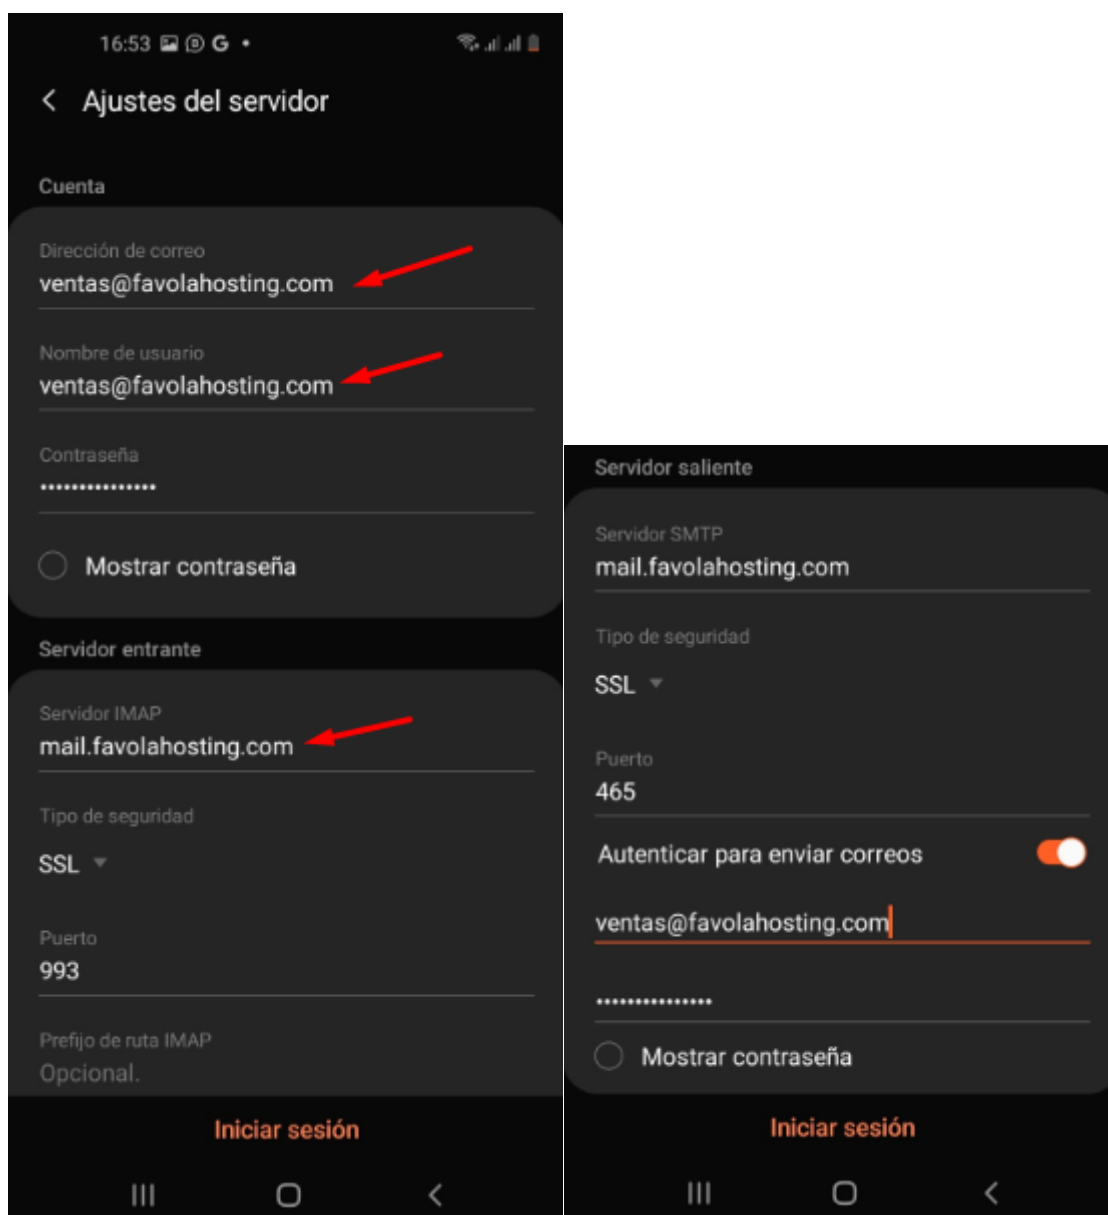 16:53
Ajustes del servidor
Cuenta
Dirección de correo
ventas@favolahosting.com
Nombre de usuario
ventas@favolahosting.com
Contraseña
•••••••••••••••
Mostrar contraseña
Servidor entrante
Servidor IMAP
mail.favolahosting.com
Tipo de seguridad
SSL
Puerto
993
Prefijo de ruta IMAP
Opcional.
Iniciar sesión
Servidor saliente
Servidor SMTP
mail.favolahosting.com
Tipo de seguridad
SSL
Puerto
465
Autenticar para enviar correos
ventas@favolahosting.com
•••••••••••••••
Mostrar contraseña
Iniciar sesión